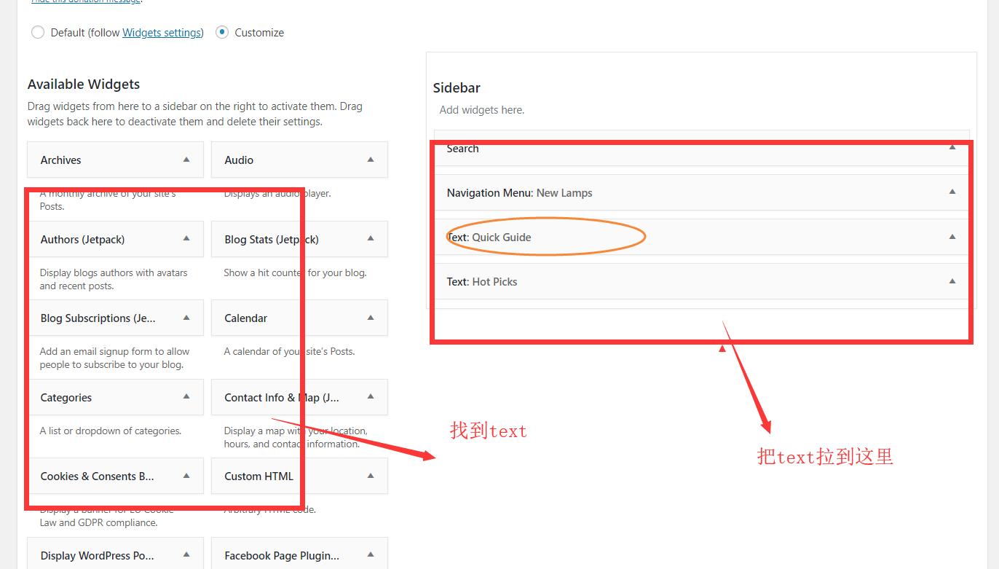 Hide this donation message.
Default (follow Widgets settings)
Customize
Available Widgets
Drag widgets from here to a sidebar on the right to activate them. Drag
widgets back here to deactivate them and delete their settings.
Archives
Audio
A monthly archive of your site's
Posts.
Displays an audio player.
Authors (Jetpack)
Blog Stats (Jetpack)
Display blogs authors with avatars
and recent posts.
Show a hit counter for your blog.
Blog Subscriptions (Je...
Calendar
Add an email signup form to allow
people to subscribe to your blog.
A calendar of your site's Posts.
Categories
Contact Info & Map (J...
A list or dropdown of categories.
Display a map with your location,
hours, and contact information.
Cookies & Consents B...
Custom HTML
Display a banner for EU Cookie
Law and GDPR compliance.
Arbitrary HTML code.
Display WordPress Po...
Facebook Page Plugin...
Sidebar
Add widgets here.
Search
Navigation Menu: New Lamps
Text: Quick Guide
Text: Hot Picks
找到text
把text拉到这里